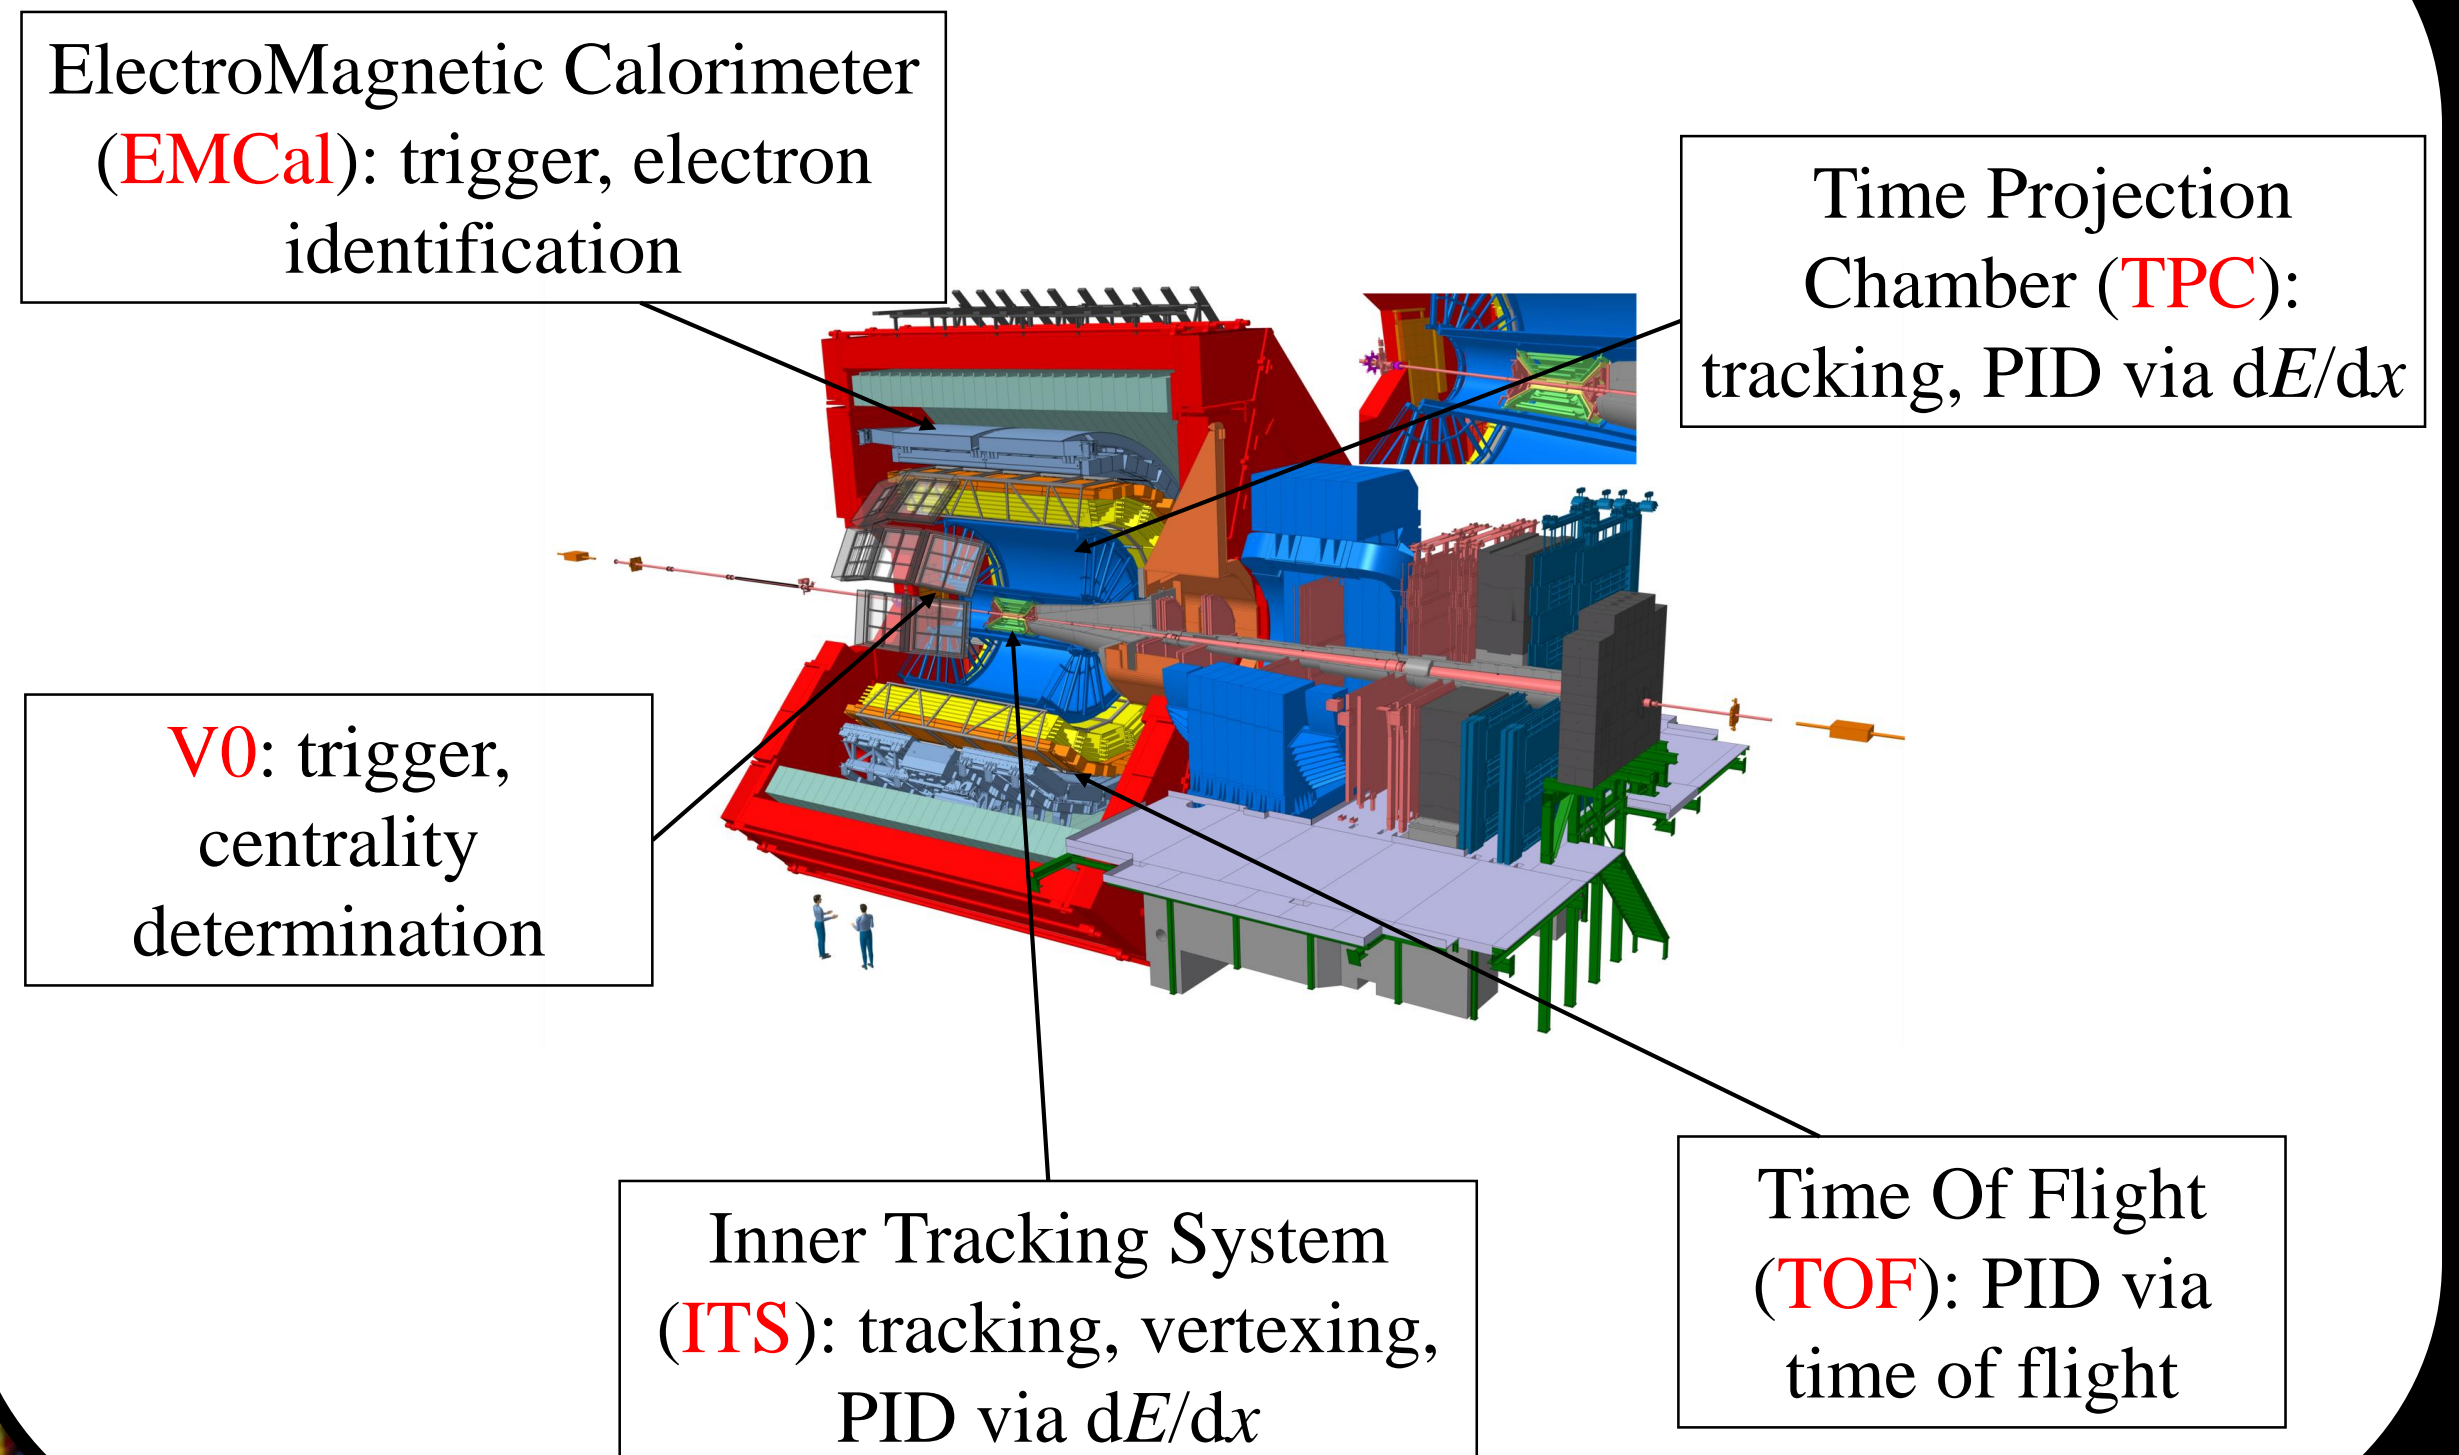 ElectroMagnetic Calorimeter
(EMCal): trigger, electron
identification
Time Projection
Chamber (TPC):
tracking, PID via dE/dx
V0: trigger,
centrality
determination
Inner Tracking System
(ITS): tracking, vertexing,
PID via dE/dx
Time Of Flight
(TOF): PID via
time of flight